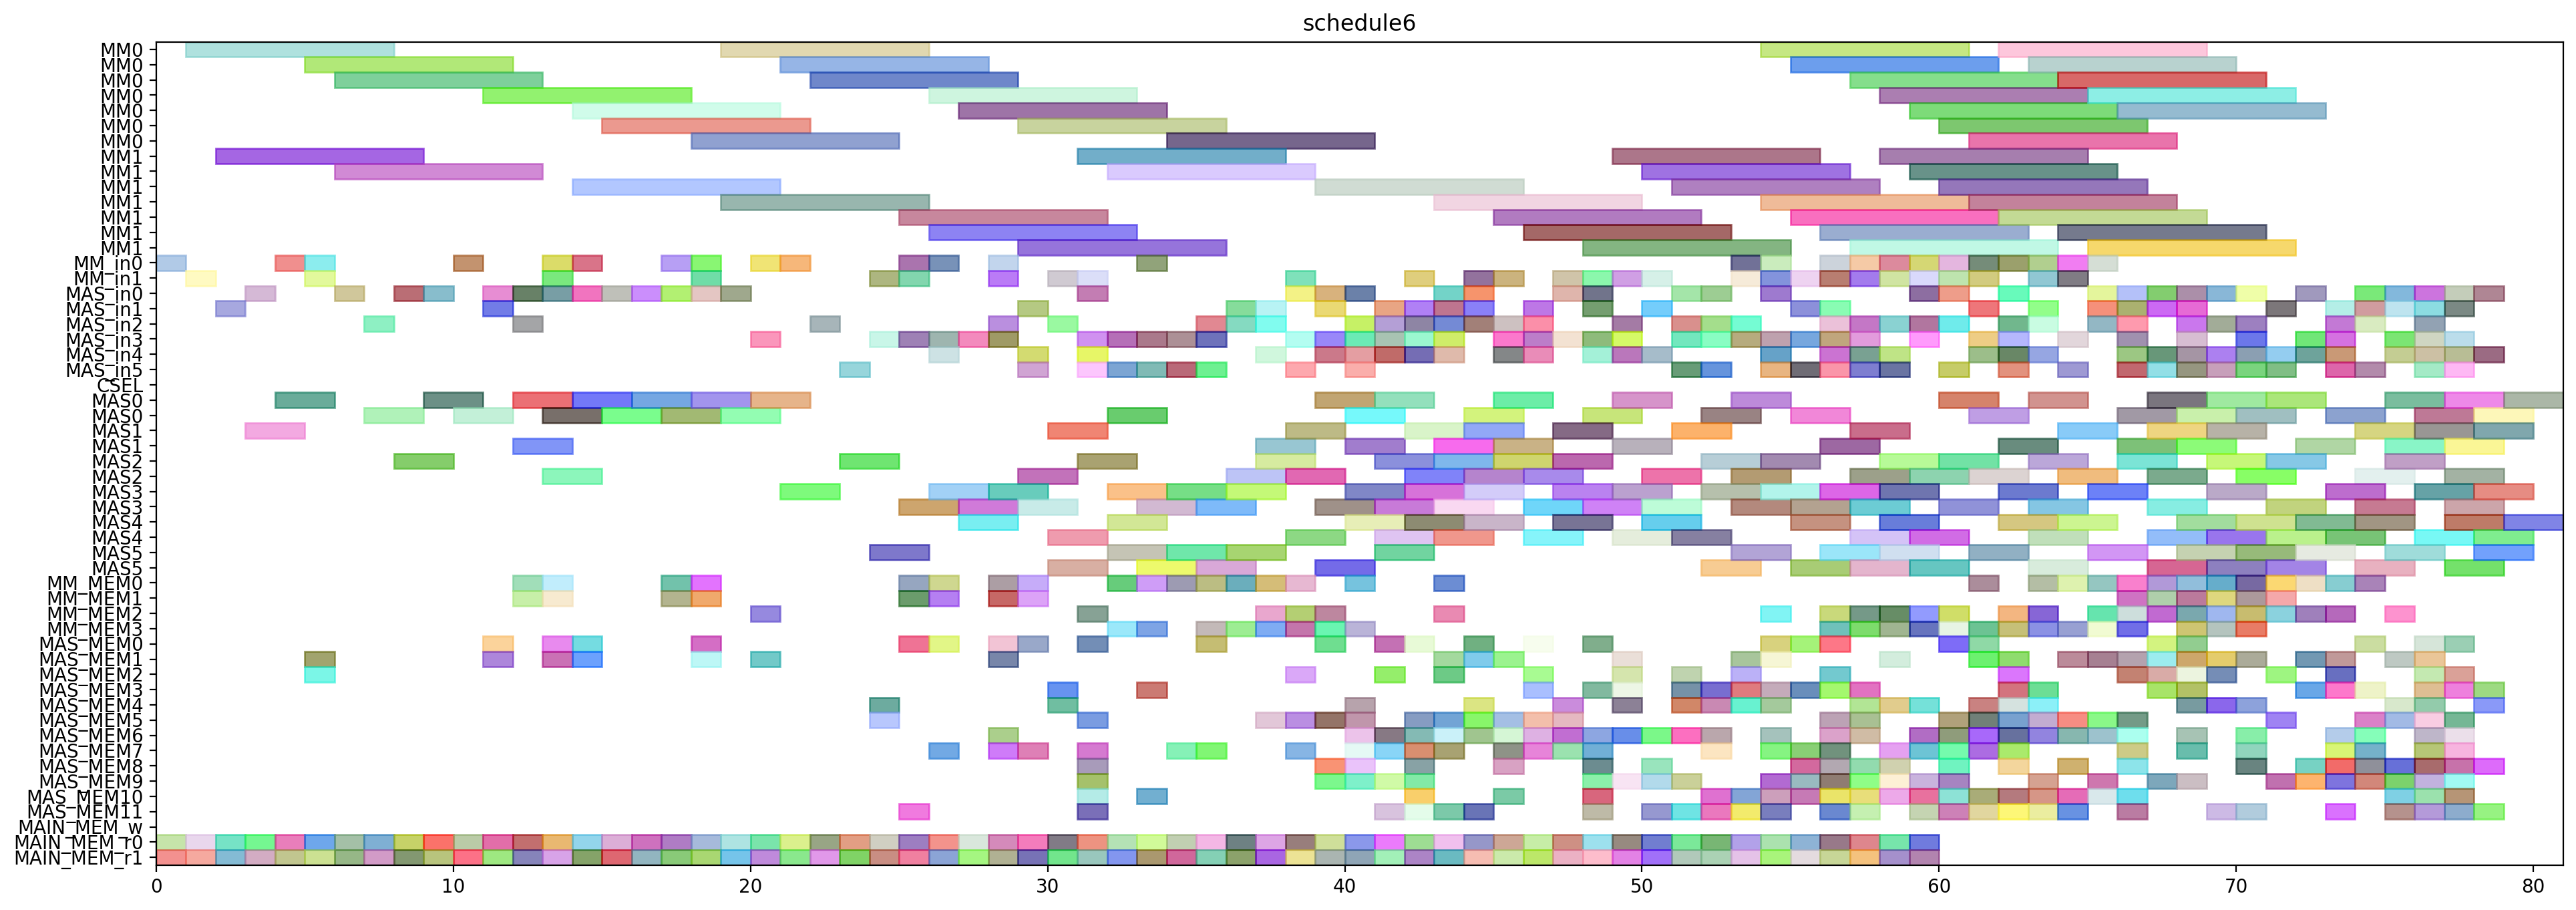 schedule6
MM0
MM0
MM0
MM0
MM0
MM0
MM0
MM1
MM1
MM1
MM1
MM1
MM1
MM1
MM_in0
MM_in1
MAS_in0
MAS_in1
MAS_in2
MAS_in3
MAS_in4
MAS_in5
CSEL
MAS0
MAS0
MAS1
MAS1
MAS2
MAS2
MAS3
MAS3
MAS4
MAS4
MAS5
MAS5
MM_MEM0
MM_MEM1
MM_MEM2
MM_MEM3
MAS_MEM0
MAS_MEM1
MAS_MEM2
MAS_MEM3
MAS_MEM4
MAS_MEM5
MAS_MEM6
MAS_MEM7
MAS_MEM8
MAS_MEM9
MAS_MEM10
MAS_MEM11
MAIN_MEM_w
MAIN_MEM_r0
MAIN_MEM_r1
0 10 20 30 40 50 60 70 80